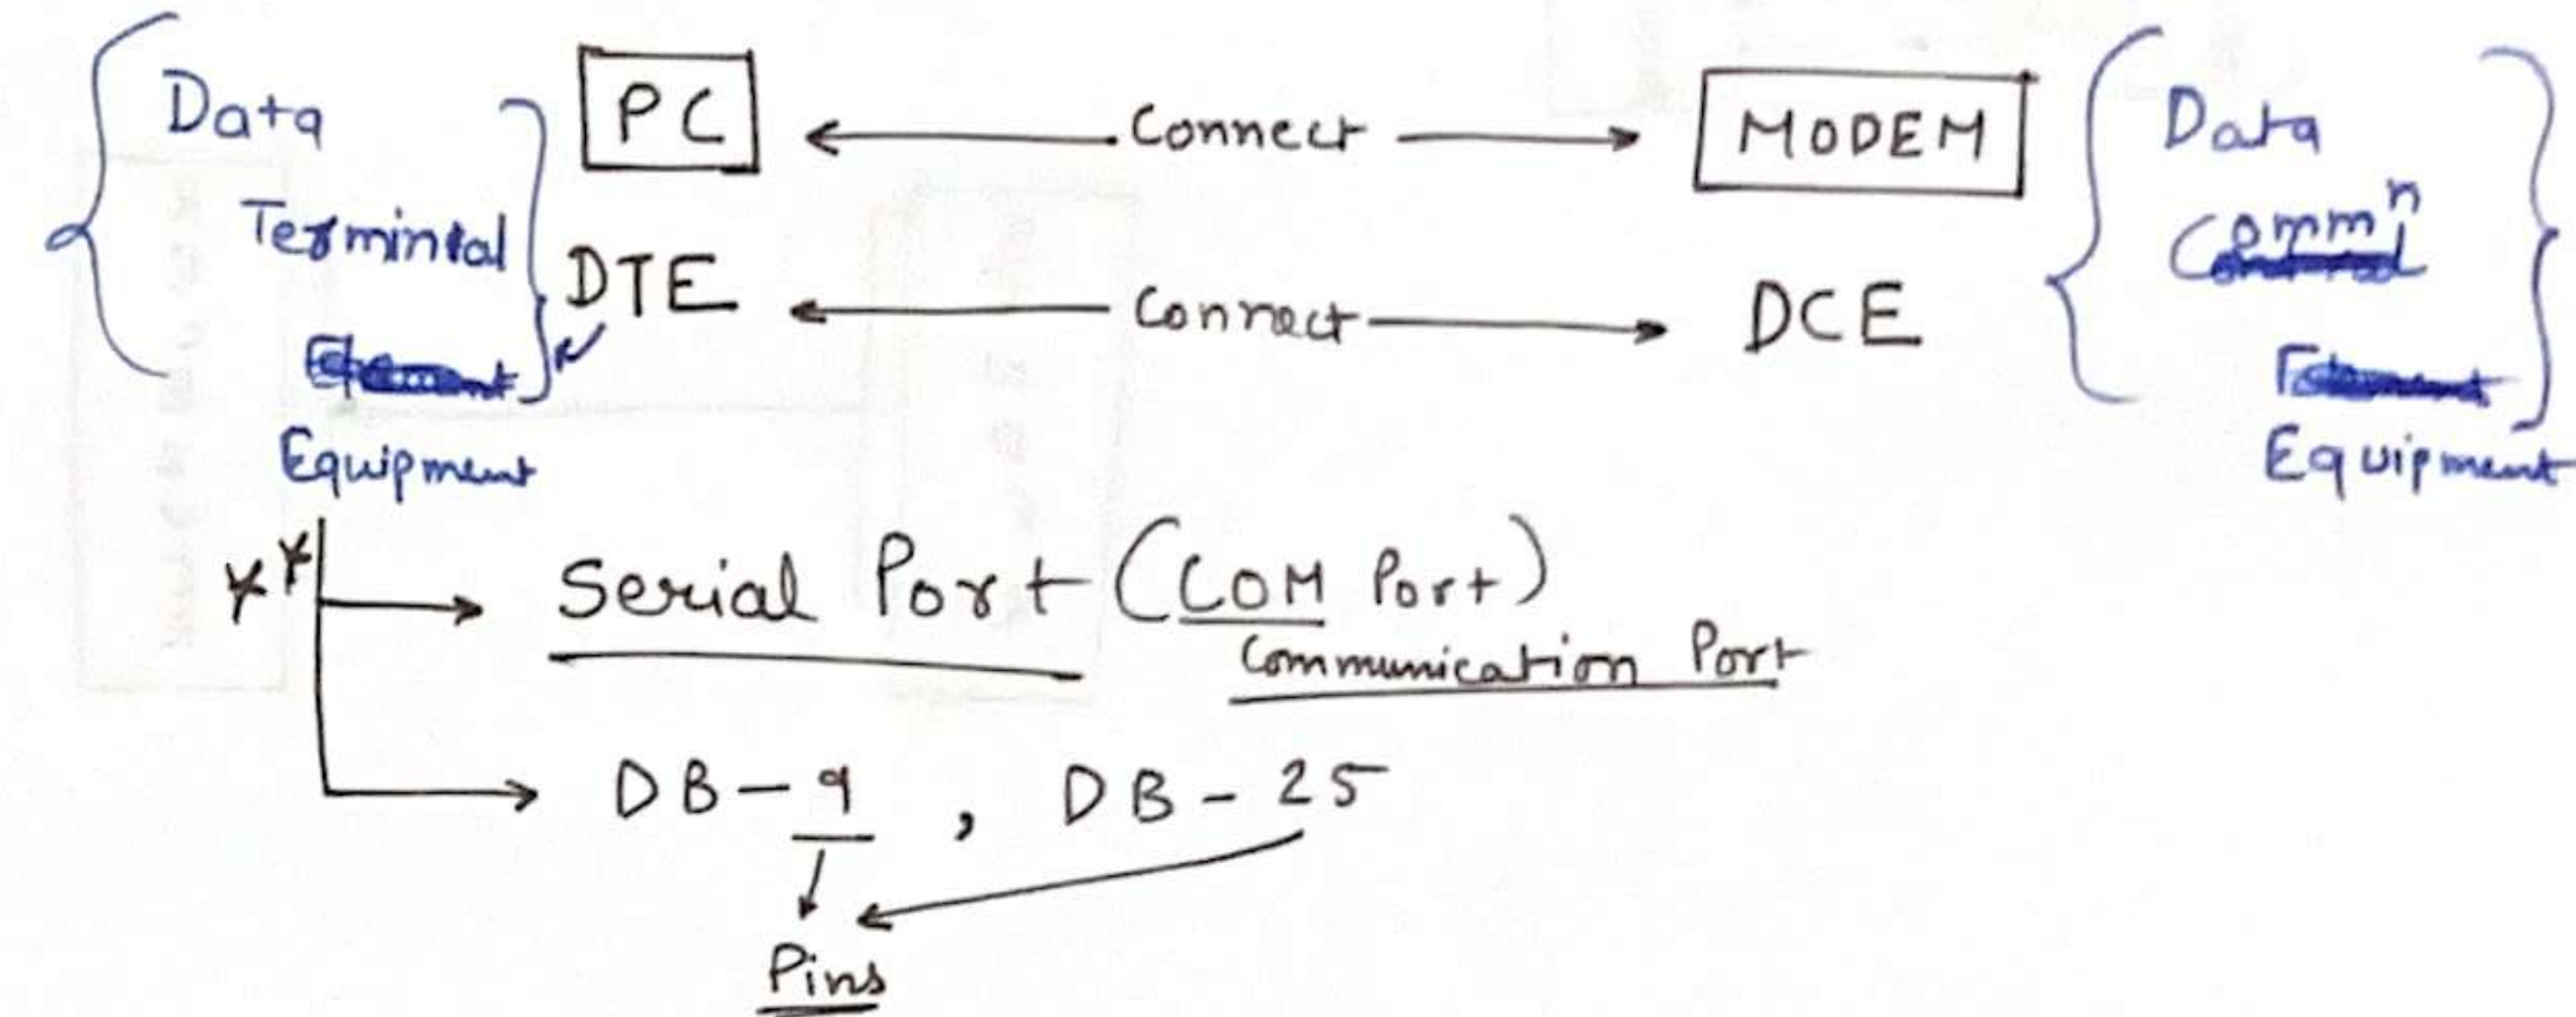 Data
Termintal
Equipment
PC
Connect
MODEM
DTE
Connect
DCE
Data
Commⁿ
Equipment
** Serial Port (COM Port)
Communication Port
DB-9, DB-25
Pins